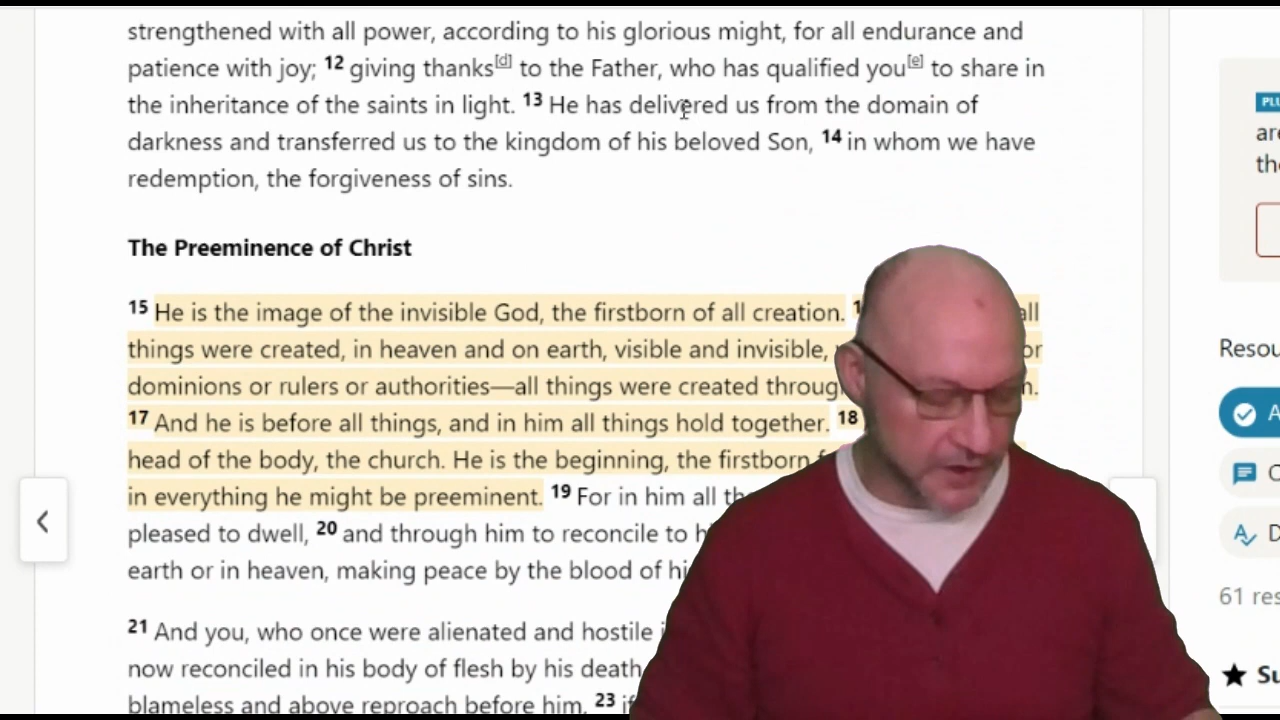 strengthened with all power, according to his glorious might, for all endurance and
patience with joy; 12 giving thanks[d] to the Father, who has qualified you[e] to share in
the inheritance of the saints in light. 13 He has delivered us from the domain of
darkness and transferred us to the kingdom of his beloved Son, 14 in whom we have
redemption, the forgiveness of sins.
The Preeminence of Christ
15 He is the image of the invisible God, the firstborn of all creation. all
things were created, in heaven and on earth, visible and invisible, or
dominions or rulers or authorities—all things were created
17 And he is before all things, and in him all things hold together. 18
head of the body, the church. He is the beginning, the firstborn
in everything he might be preeminent. 19 For in him all
pleased to dwell, 20 and through him to reconcile to
earth or in heaven, making peace by the blood of
21 And you, who once were alienated and hostile
now reconciled in his body of flesh by his death
blameless and above reproach before him, 23
PLU
are
Resou
A
61 res
Su